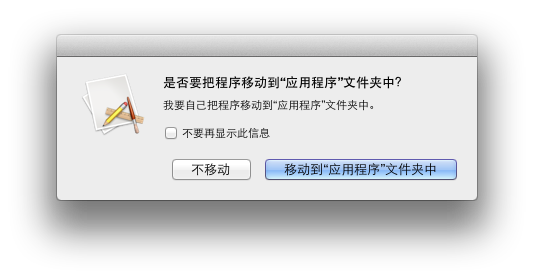 是否要把程序移动到“应用程序”文件夹中?
我要自己把程序移动到“应用程序”文件夹中。
不要再显示此信息
不移动
移动到“应用程序”文件夹中